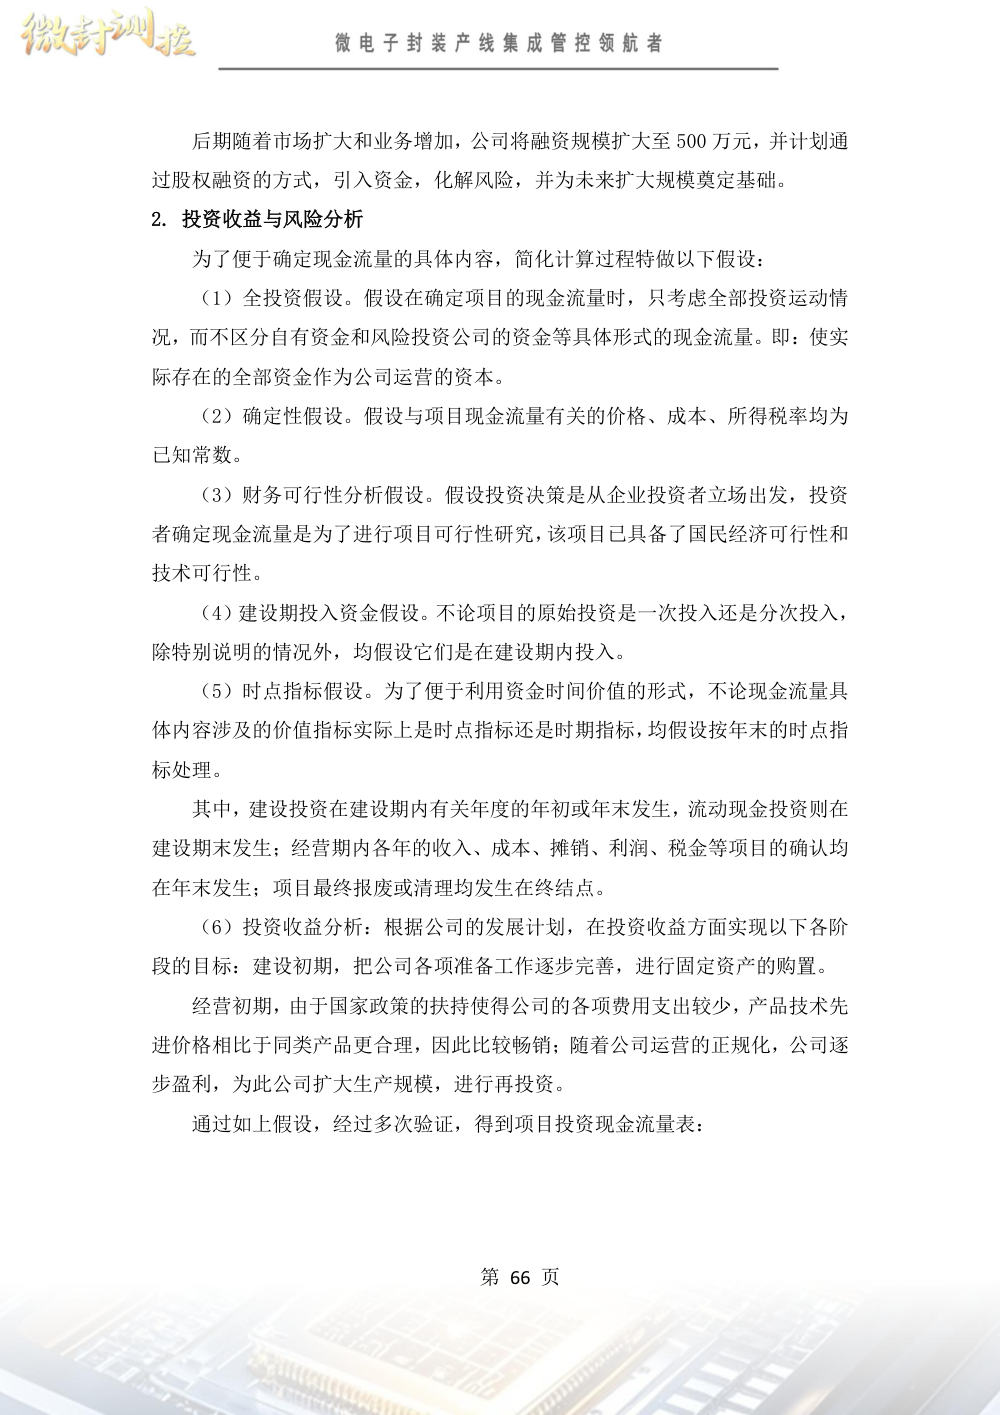 微封测控
微电子封装产线集成管控领航者
后期随着市场扩大和业务增加，公司将融资规模扩大至 500 万元，并计划通
过股权融资的方式，引入资金，化解风险，并为未来扩大规模奠定基础。
2. 投资收益与风险分析
为了便于确定现金流量的具体内容，简化计算过程特做以下假设：
（1）全投资假设。假设在确定项目的现金流量时，只考虑全部投资运动情
况，而不区分自有资金和风险投资公司的资金等具体形式的现金流量。即：使实
际存在的全部资金作为公司运营的资本。
（2）确定性假设。假设与项目现金流量有关的价格、成本、所得税率均为
已知常数。
（3）财务可行性分析假设。假设投资决策是从企业投资者立场出发，投资
者确定现金流量是为了进行项目可行性研究，该项目已具备了国民经济可行性和
技术可行性。
（4）建设期投入资金假设。不论项目的原始投资是一次投入还是分次投入，
除特别说明的情况外，均假设它们是在建设期内投入。
（5）时点指标假设。为了便于利用资金时间价值的形式，不论现金流量具
体内容涉及的价值指标实际上是时点指标还是时期指标，均假设按年末的时点指
标处理。
其中，建设投资在建设期内有关年度的年初或年末发生，流动现金投资则在
建设期末发生；经营期内各年的收入、成本、摊销、利润、税金等项目的确认均
在年末发生；项目最终报废或清理均发生在终结点。
（6）投资收益分析：根据公司的发展计划，在投资收益方面实现以下各阶
段的目标：建设初期，把公司各项准备工作逐步完善，进行固定资产的购置。
经营初期，由于国家政策的扶持使得公司的各项费用支出较少，产品技术先
进价格相比于同类产品更合理，因此比较畅销；随着公司运营的正规化，公司逐
步盈利，为此公司扩大生产规模，进行再投资。
通过如上假设，经过多次验证，得到项目投资现金流量表：
第 66 页